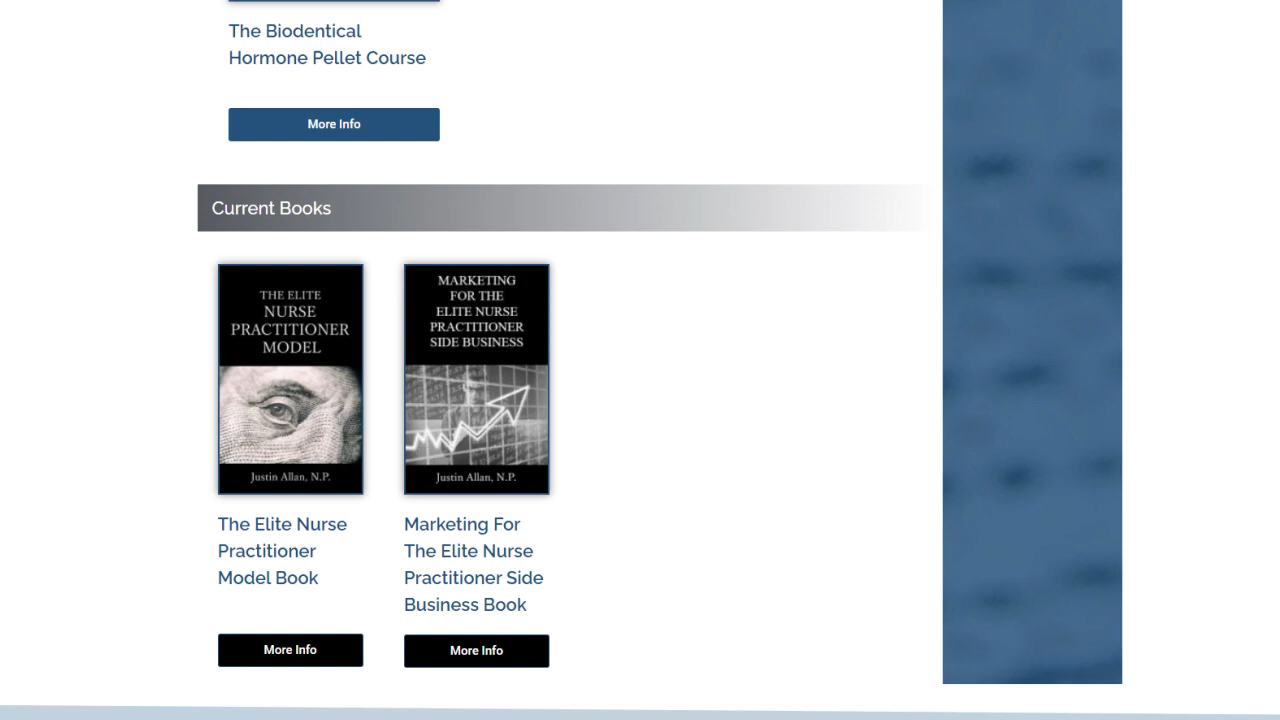 The Biodentical
Hormone Pellet Course
More Info
Current Books
THE ELITE
NURSE
PRACTITIONER
MODEL
Justin Allan, N.P.
MARKETING
FOR THE
ELITE NURSE
PRACTITIONER
SIDE BUSINESS
Justin Allan, N.P.
The Elite Nurse
Practitioner
Model Book
Marketing For
The Elite Nurse
Practitioner Side
Business Book
More Info
More Info